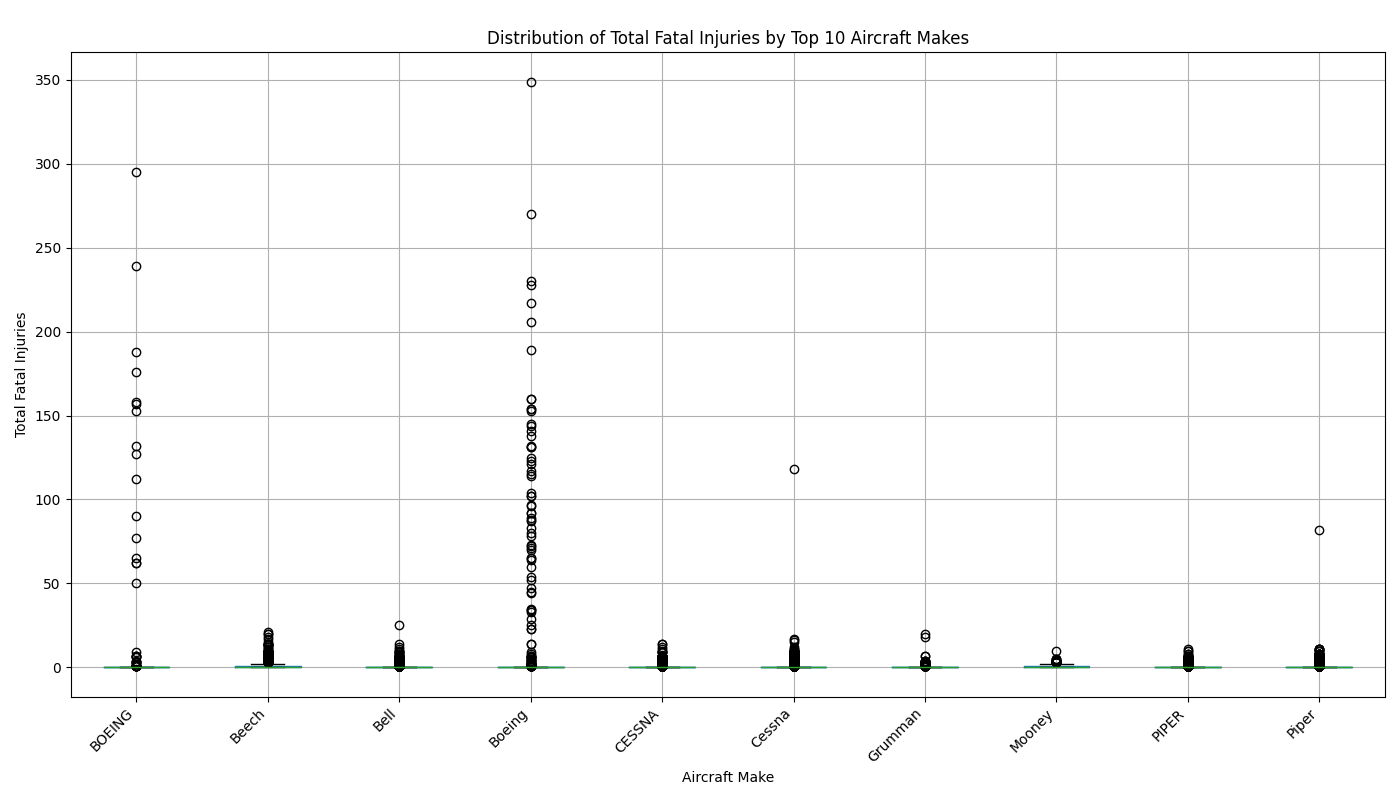 Distribution of Total Fatal Injuries by Top 10 Aircraft Makes
Total Fatal Injuries
350
300
250
200
150
100
50
0
BOEING
Beech
Bell
Boeing
CESSNA
Cessna
Grumman
Mooney
PIPER
Piper
Aircraft Make